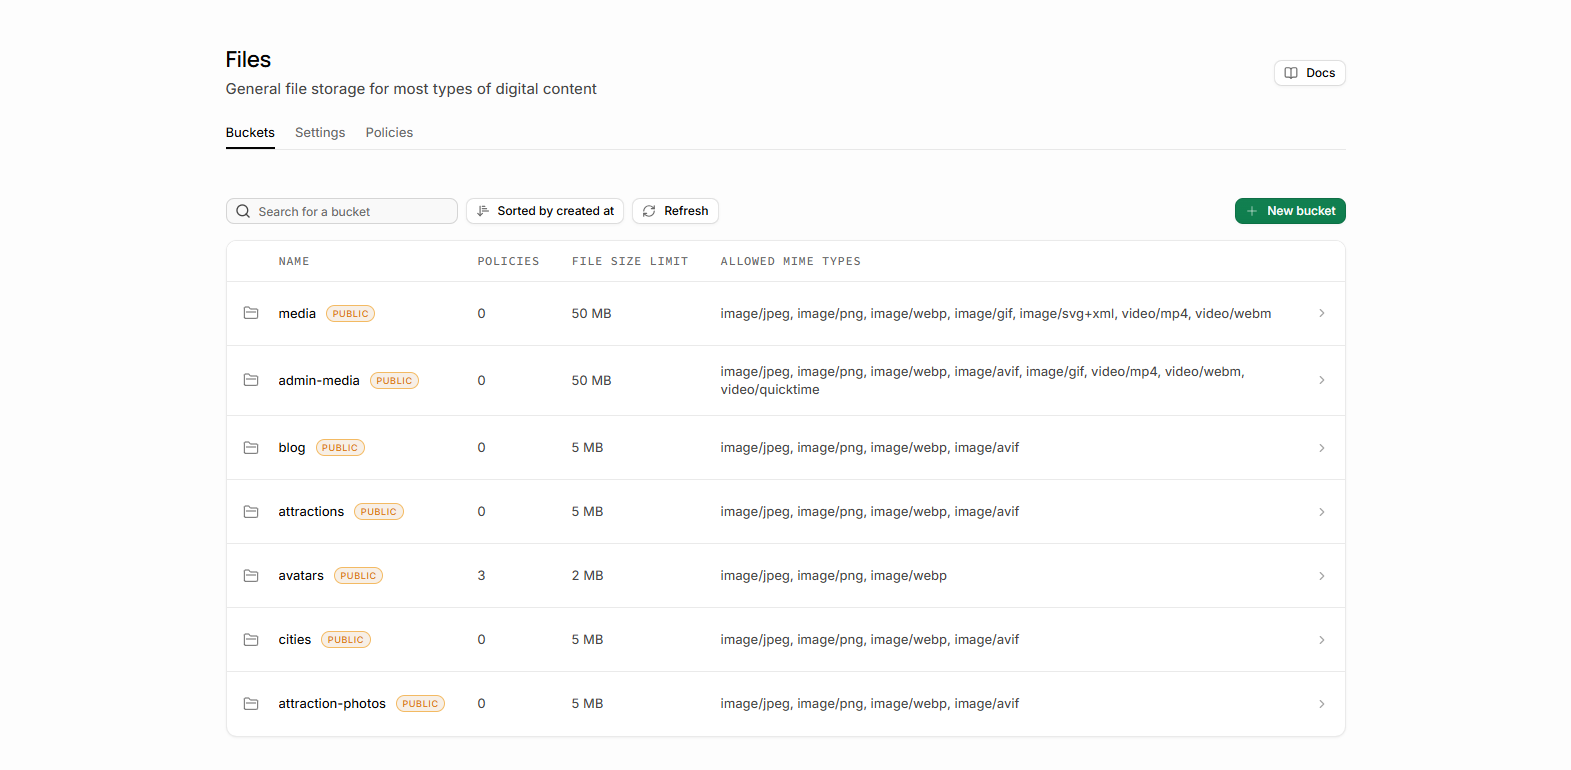 Files
General file storage for most types of digital content
Docs
Buckets Settings Policies
Search for a bucket Sorted by created at Refresh New bucket
NAME POLICIES FILE SIZE LIMIT ALLOWED MIME TYPES
media PUBLIC 0 50 MB image/jpeg, image/png, image/webp, image/gif, image/svg+xml, video/mp4, video/webm
admin-media PUBLIC 0 50 MB image/jpeg, image/png, image/webp, image/avif, image/gif, video/mp4, video/webm,
video/quicktime
blog PUBLIC 0 5 MB image/jpeg, image/png, image/webp, image/avif
attractions PUBLIC 0 5 MB image/jpeg, image/png, image/webp, image/avif
avatars PUBLIC 3 2 MB image/jpeg, image/png, image/webp
cities PUBLIC 0 5 MB image/jpeg, image/png, image/webp, image/avif
attraction-photos PUBLIC 0 5 MB image/jpeg, image/png, image/webp, image/avif